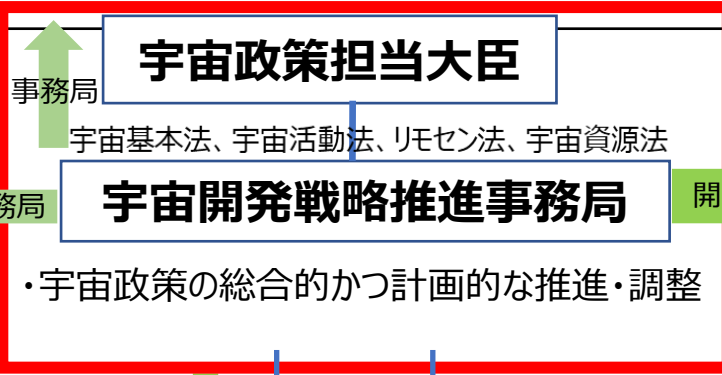 宇宙政策担当大臣
事務局
宇宙基本法、宇宙活動法、リモセン法、宇宙資源法
務局
宇宙開発戦略推進事務局
開
・宇宙政策の総合的かつ計画的な推進・調整